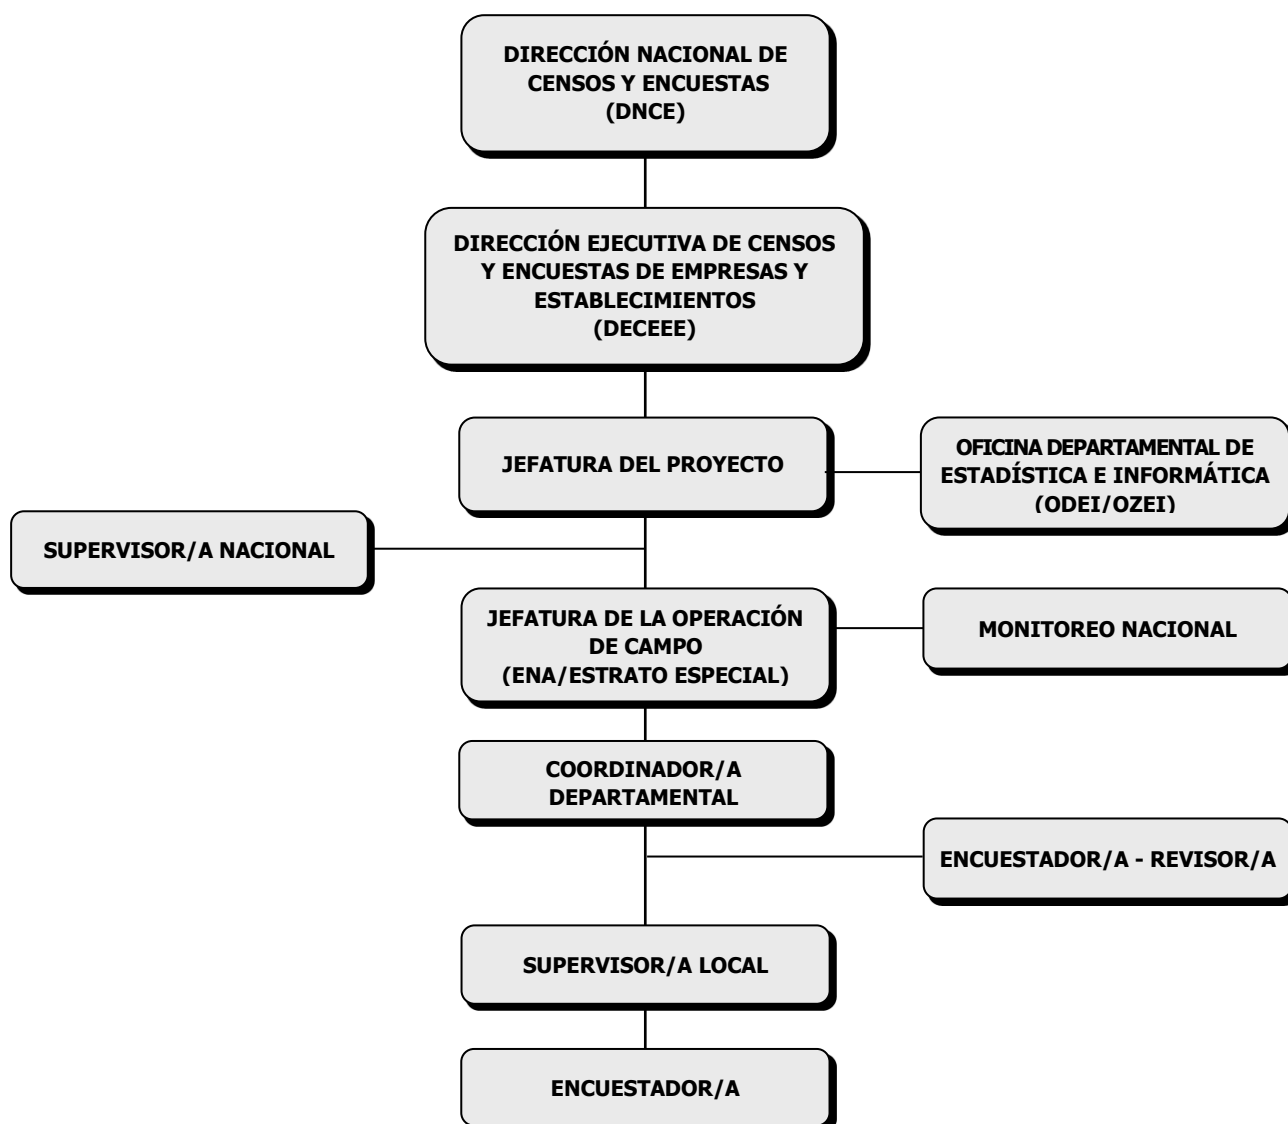 DIRECCIÓN NACIONAL DE
CENSOS Y ENCUESTAS
(DNCE)
DIRECCIÓN EJECUTIVA DE CENSOS
Y ENCUESTAS DE EMPRESAS Y
ESTABLECIMIENTOS
(DECEEE)
JEFATURA DEL PROYECTO
OFICINA DEPARTAMENTAL DE
ESTADÍSTICA E INFORMÁTICA
(ODEI/OZEI)
SUPERVISOR/A NACIONAL
JEFATURA DE LA OPERACIÓN
DE CAMPO
(ENA/ESTRATO ESPECIAL)
MONITOREO NACIONAL
COORDINADOR/A
DEPARTAMENTAL
ENCUESTADOR/A - REVISOR/A
SUPERVISOR/A LOCAL
ENCUESTADOR/A